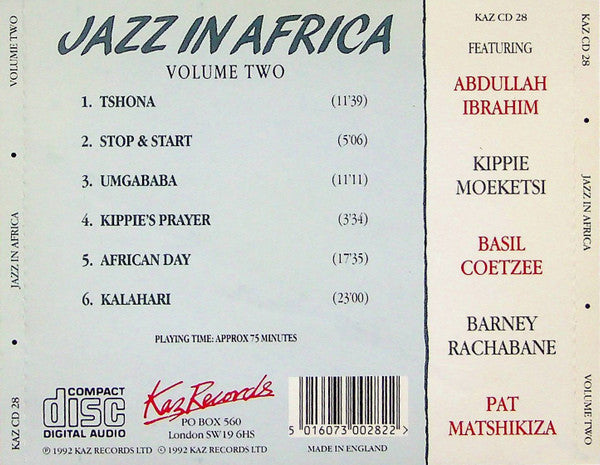 VOLUME TWO
JAZZ IN AFRICA
KAZ CD 28
JAZZ IN AFRICA
VOLUME TWO
1. TSHONA (11'39)
2. STOP & START (5'06)
3. UMGABABA (11'11)
4. KIPPIE'S PRAYER (3'34)
5. AFRICAN DAY (17'35)
6. KALAHARI (23'00)
PLAYING TIME: APPROX 75 MINUTES
COMPACT
disc
DIGITAL AUDIO
Kaz Records
PO BOX 560
London SW19 6HS
℗ 1992 KAZ RECORDS LTD © 1992 KAZ RECORDS LTD
5 016073 002822
MADE IN ENGLAND
KAZ CD 28
FEATURING
ABDULLAH
IBRAHIM
KIPPIE
MOEKETSI
BASIL
COETZEE
BARNEY
RACHABANE
PAT
MATSHIKIZA
KAZ CD 28
JAZZ IN AFRICA
VOLUME TWO